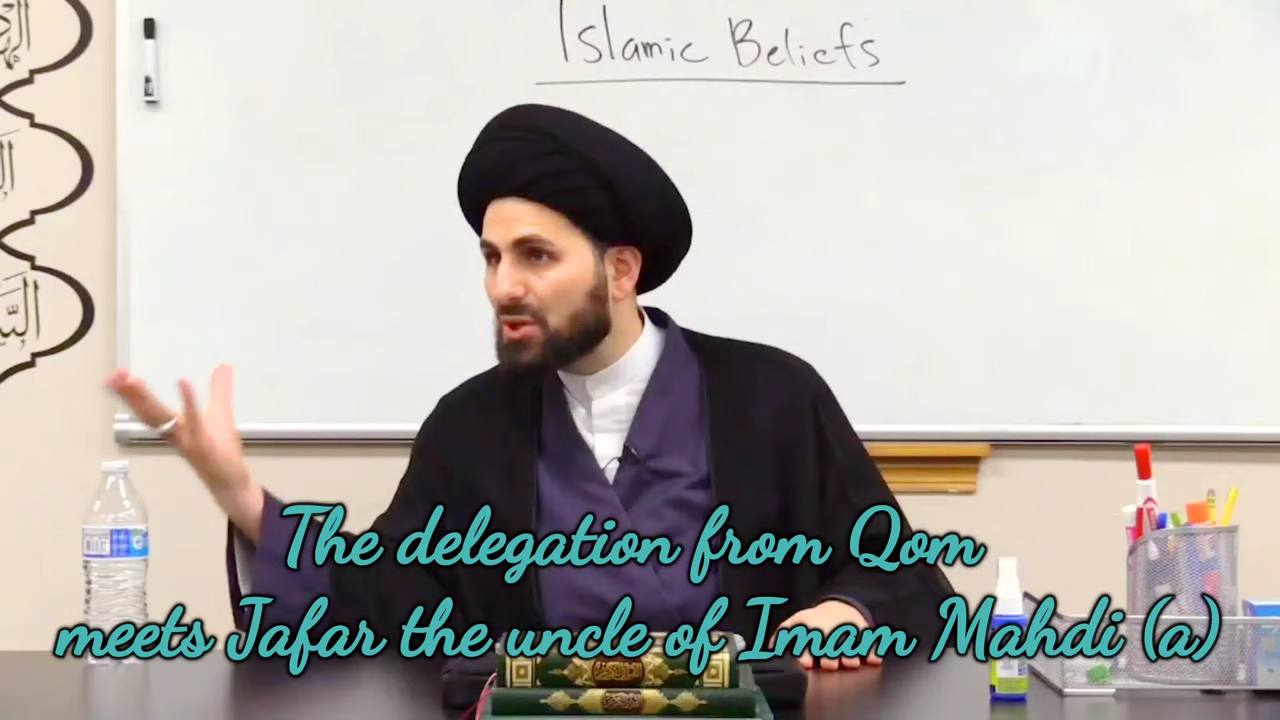 Islamic Beliefs
The delegation from Qom
meets Jafar the uncle of Imam Mahdi (a)